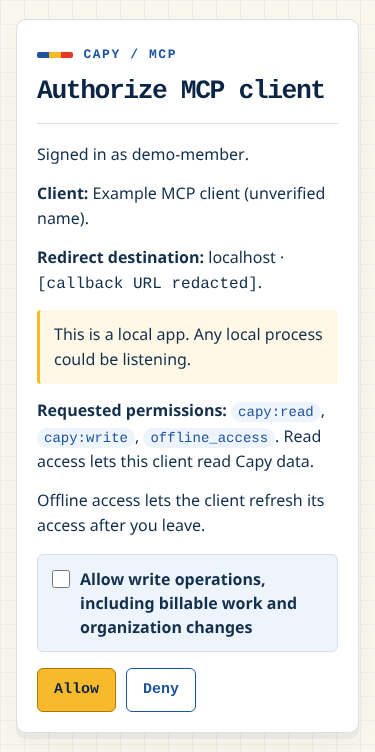 CAPY / MCP
Authorize MCP client
Signed in as demo-member.
Client: Example MCP client (unverified
name).
Redirect destination: localhost ·
[callback URL redacted].
This is a local app. Any local process
could be listening.
Requested permissions: capy:read,
capy:write, offline_access. Read
access lets this client read Capy data.
Offline access lets the client refresh its
access after you leave.
Allow write operations,
including billable work and
organization changes
Allow Deny